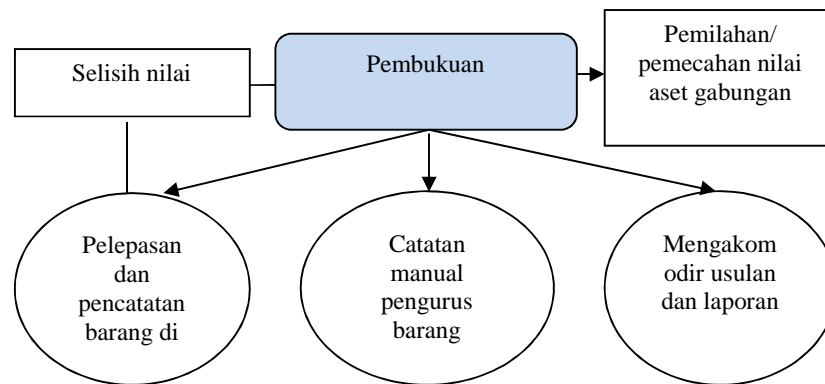 Selisih nilai
Pembukuan
Pemilahan/
pemecahan nilai
aset gabungan
Pelepasan
dan
pencatatan
barang di
Catatan
manual
pengurus
barang
Mengakom
odir usulan
dan laporan